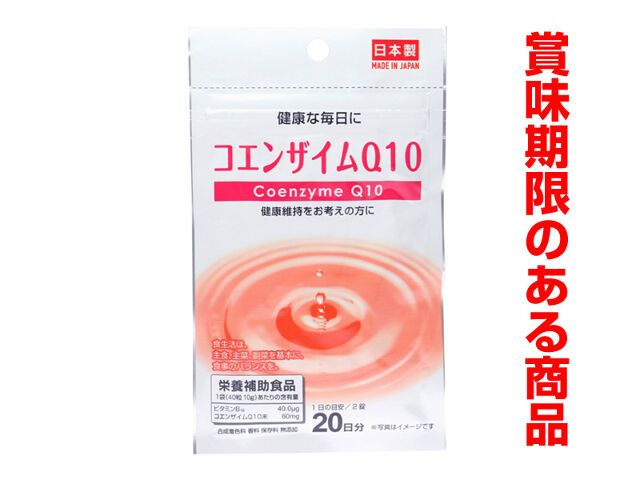 日本製
MADE IN JAPAN
健康な毎日に
コエンザイムQ10
Coenzyme Q10
健康維持をお考えの方に
食生活は、
主食、主菜、副菜を基本に、
食事のバランスを。
栄養補助食品
1袋(40粒 10g)あたりの含有量
ビタミンB12 40.0μg
コエンザイムQ10末 60mg
合成着色料 香料 保存料 無添加
1日の目安/2錠
20日分
※写真はイメージです
賞味期限のある商品